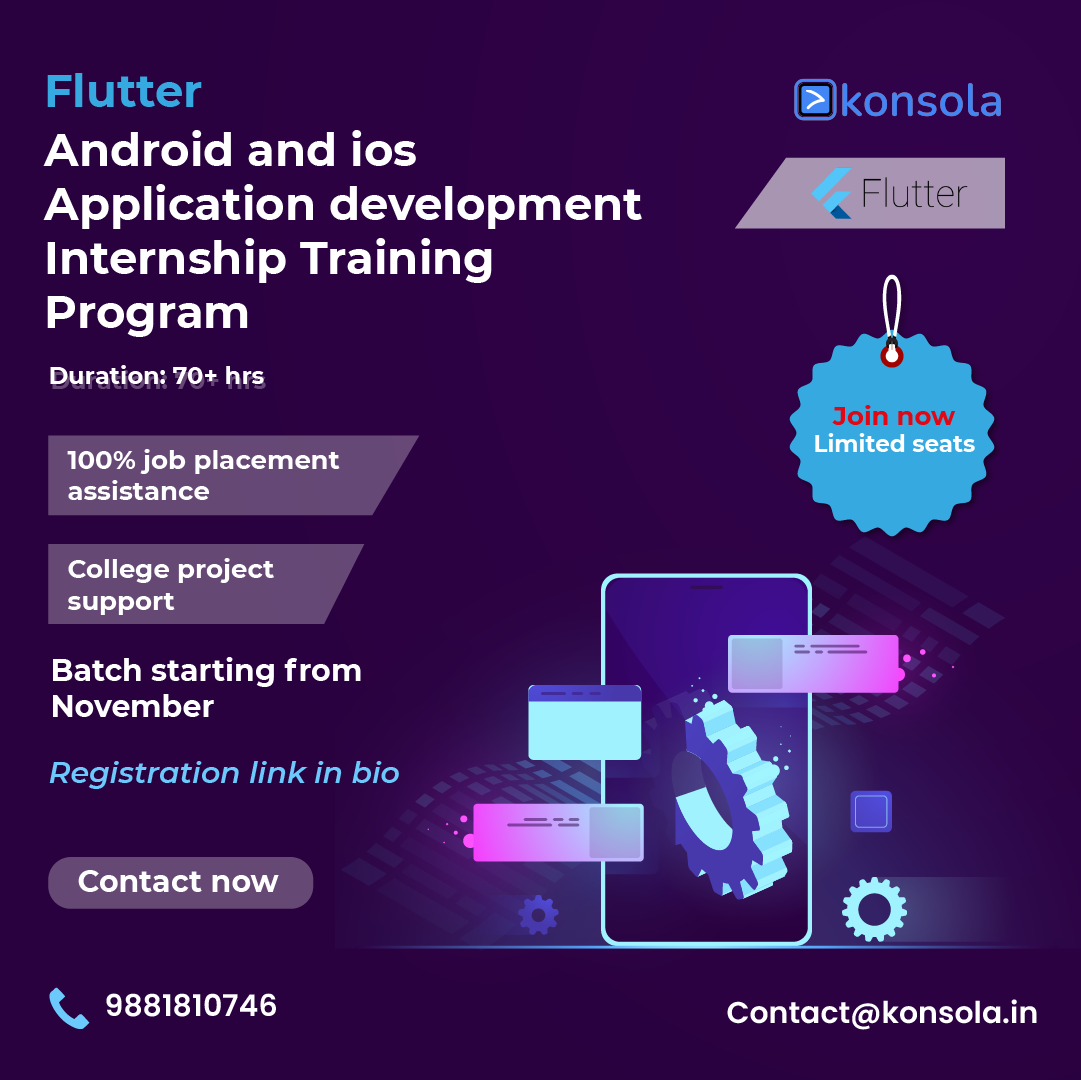 Flutter
Android and ios
Application development
Internship Training
Program
konsola
Flutter
Duration: 70+ hrs
Join now
Limited seats
100% job placement
assistance
College project
support
Batch starting from
November
Registration link in bio
Contact now
9881810746
Contact@konsola.in